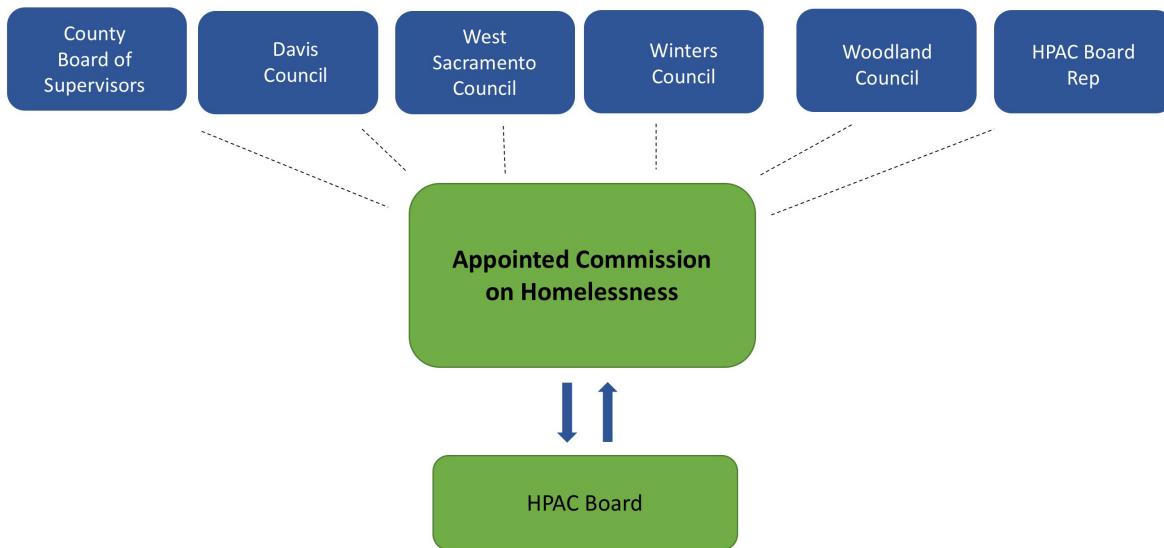 County
Board of
Supervisors
Davis
Council
West
Sacramento
Council
Winters
Council
Woodland
Council
HPAC Board
Rep
Appointed Commission
on Homelessness
HPAC Board